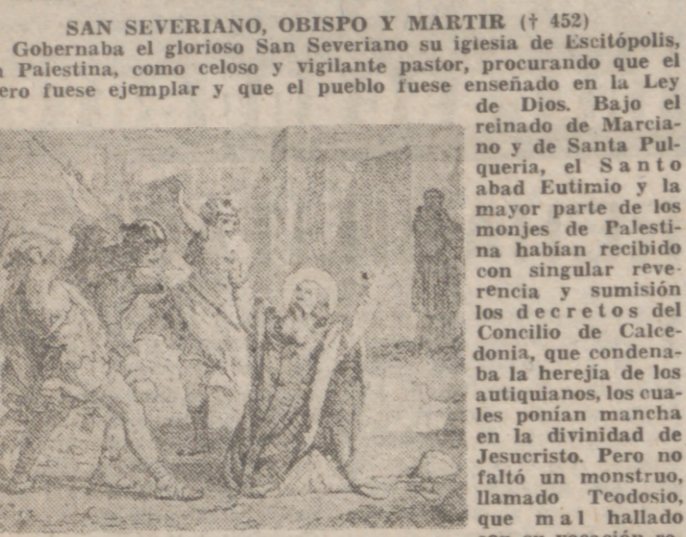 SAN SEVERIANO, OBISPO Y MARTIR († 452)
Gobernaba el glorioso San Severiano su iglesia de Escitópolis,
Palestina, como celoso y vigilante pastor, procurando que el
ero fuese ejemplar y que el pueblo fuese enseñado en la Ley
de Dios. Bajo el
reinado de Marcia-
no y de Santa Pul-
queria, el Santo
abad Eutimio y la
mayor parte de los
monjes de Palesti-
na habían recibido
con singular reve-
rencia y sumisión
los decretos del
Concilio de Calce-
donia, que condena-
ba la herejía de los
autiquianos, los cua-
les ponían mancha
en la divinidad de
Jesucristo. Pero no
faltó un monstruo,
llamado Teodosio,
que mal hallado